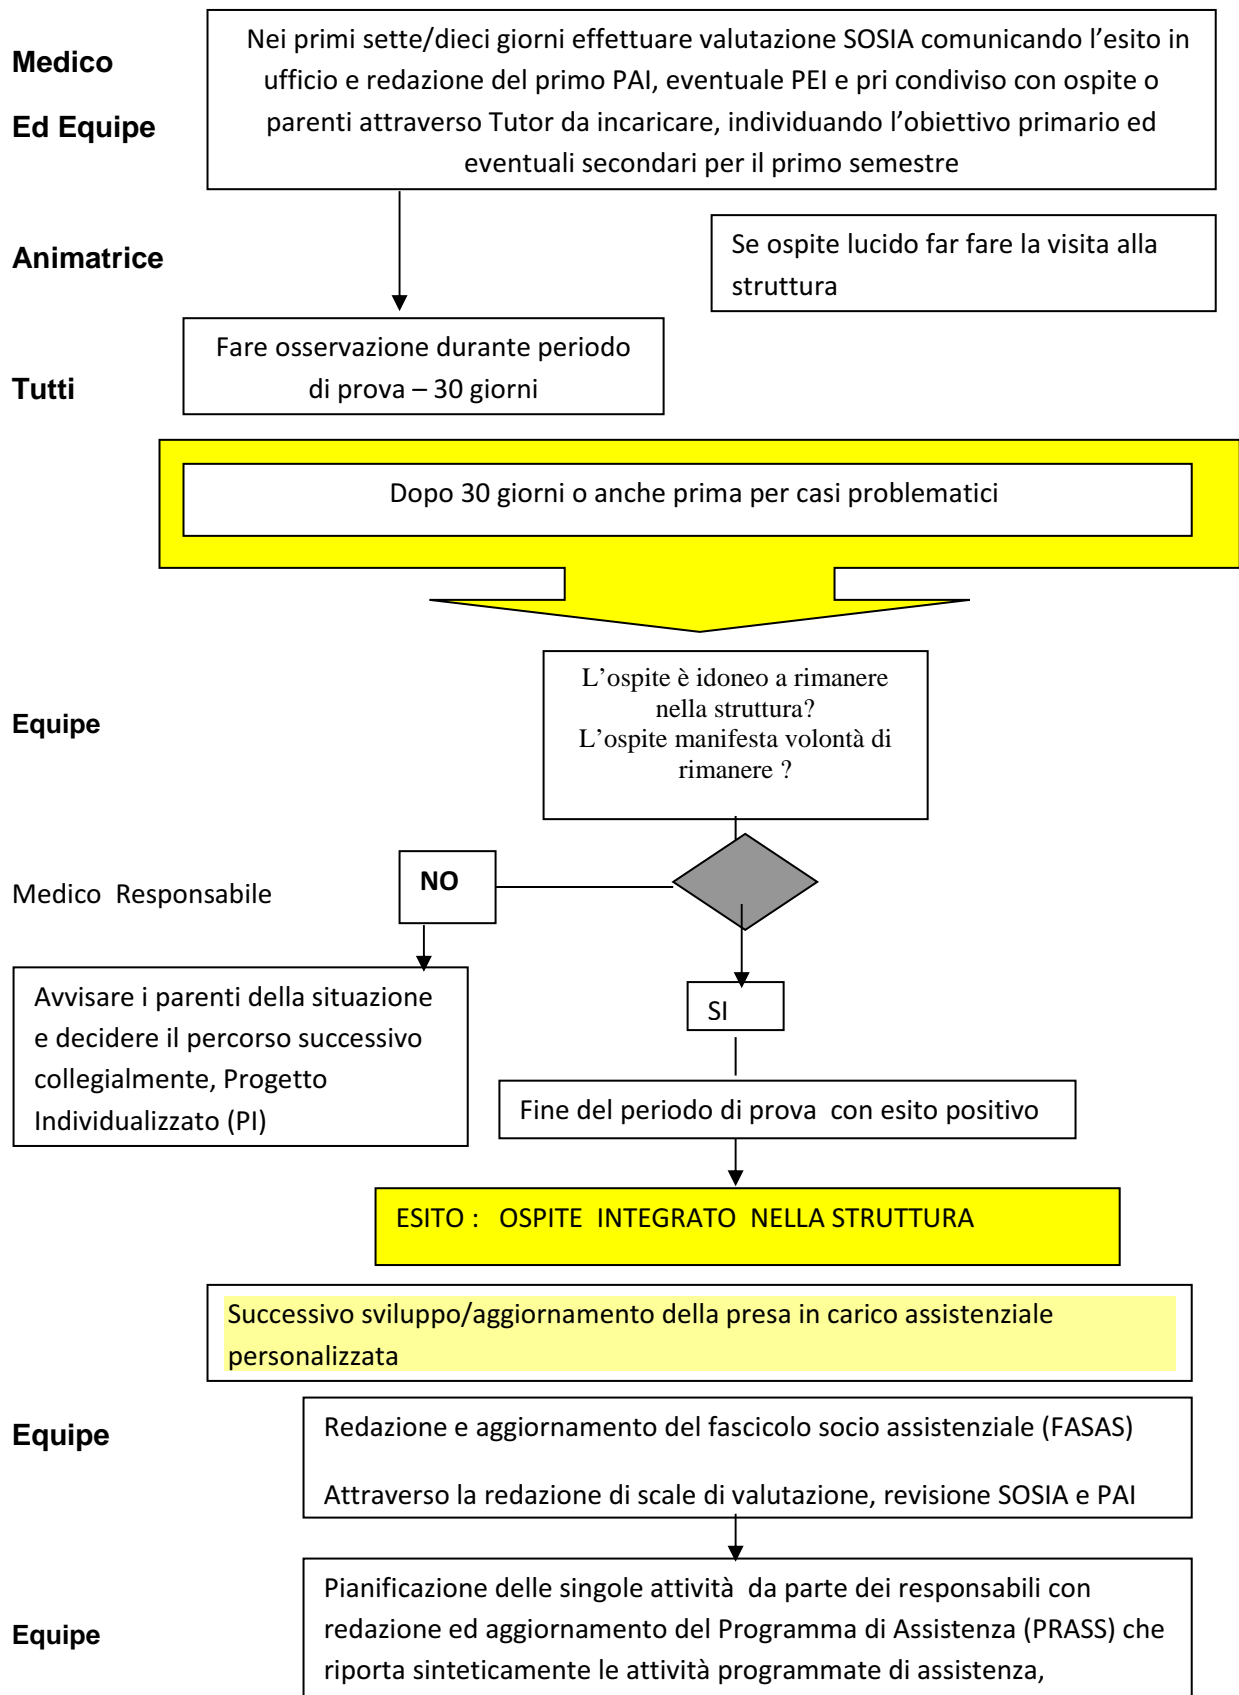 Medico
Ed Equipe
Nei primi sette/dieci giorni effettuare valutazione SOSIA comunicando l’esito in
ufficio e redazione del primo PAI, eventuale PEI e pri condiviso con ospite o
parenti attraverso Tutor da incaricare, individuando l’obiettivo primario ed
eventuali secondari per il primo semestre
Animatrice
Se ospite lucido far fare la visita alla
struttura
Tutti
Fare osservazione durante periodo
di prova – 30 giorni
Dopo 30 giorni o anche prima per casi problematici
Equipe
L’ospite è idoneo a rimanere
nella struttura?
L’ospite manifesta volontà di
rimanere ?
Medico  Responsabile
NO
Avvisare i parenti della situazione
e decidere il percorso successivo
collegialmente, Progetto
Individualizzato (PI)
SI
Fine del periodo di prova  con esito positivo
ESITO :   OSPITE  INTEGRATO  NELLA STRUTTURA
Successivo sviluppo/aggiornamento della presa in carico assistenziale
personalizzata
Equipe
Redazione e aggiornamento del fascicolo socio assistenziale (FASAS)
Attraverso la redazione di scale di valutazione, revisione SOSIA e PAI
Equipe
Pianificazione delle singole attività  da parte dei responsabili con
redazione ed aggiornamento del Programma di Assistenza (PRASS) che
riporta sinteticamente le attività programmate di assistenza,